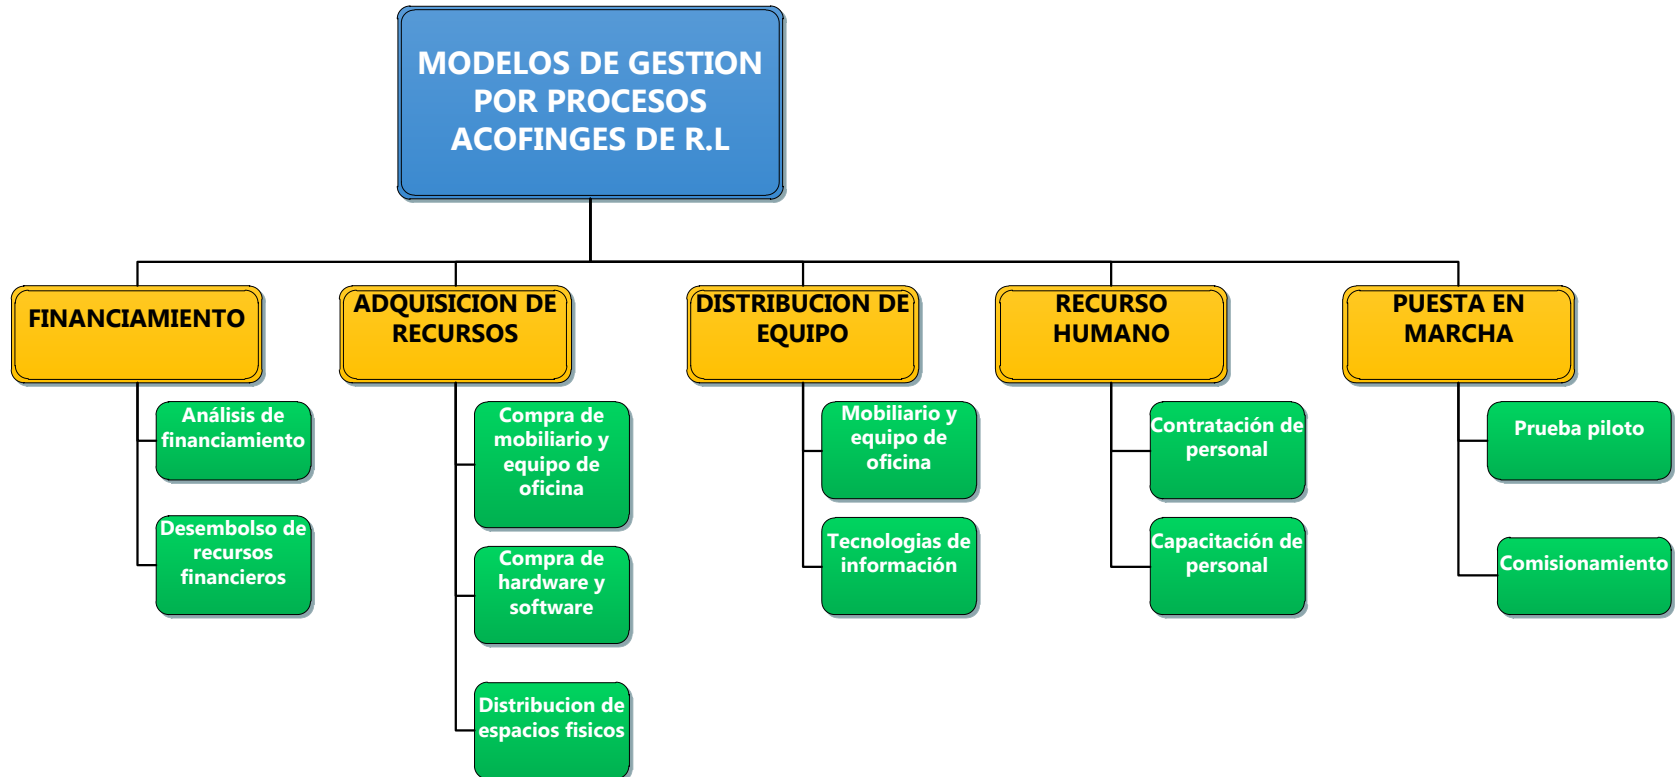 MODELOS DE GESTION
POR PROCESOS
ACOFINGES DE R.L
FINANCIAMIENTO
Análisis de
financiamiento
Desembolso de
recursos
financieros
ADQUISICION DE
RECURSOS
Compra de
mobiliario y
equipo de
oficina
Compra de
hardware y
software
Distribucion de
espacios fisicos
DISTRIBUCION DE
EQUIPO
Mobiliario y
equipo de
oficina
Tecnologias de
información
RECURSO
HUMANO
Contratación de
personal
Capacitación de
personal
PUESTA EN
MARCHA
Prueba piloto
Comisionamiento